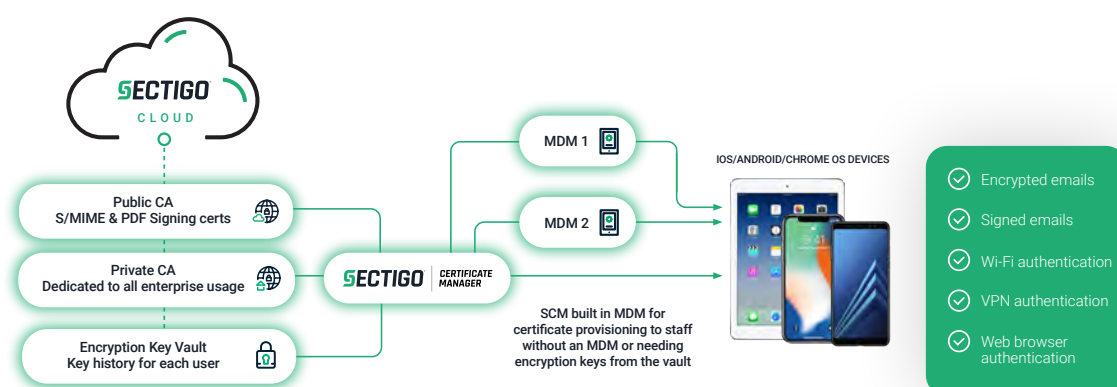 SECTIGO
CLOUD
Public CA
S/MIME & PDF Signing certs
Private CA
Dedicated to all enterprise usage
Encryption Key Vault
Key history for each user
SECTIGO
CERTIFICATE
MANAGER
MDM 1
MDM 2
SCM built in MDM for
certificate provisioning to staff
without an MDM or needing
encryption keys from the vault
IOS/ANDROID/CHROME OS DEVICES
Encrypted emails
Signed emails
Wi-Fi authentication
VPN authentication
Web browser
authentication